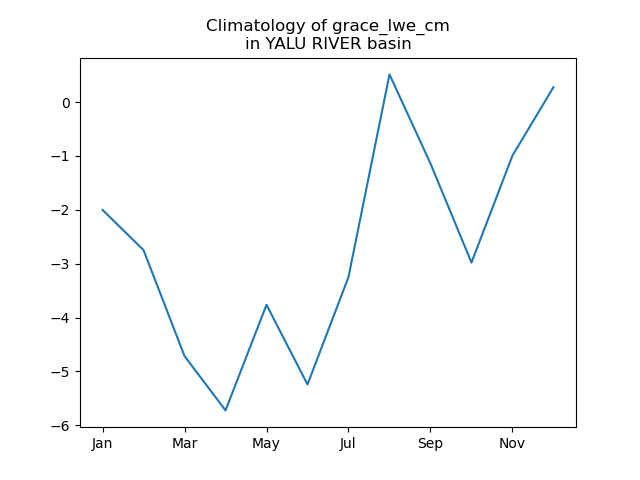 Climatology of grace_lwe_cm
in YALU RIVER basin
0
−1
−2
−3
−4
−5
−6
Jan
Mar
May
Jul
Sep
Nov